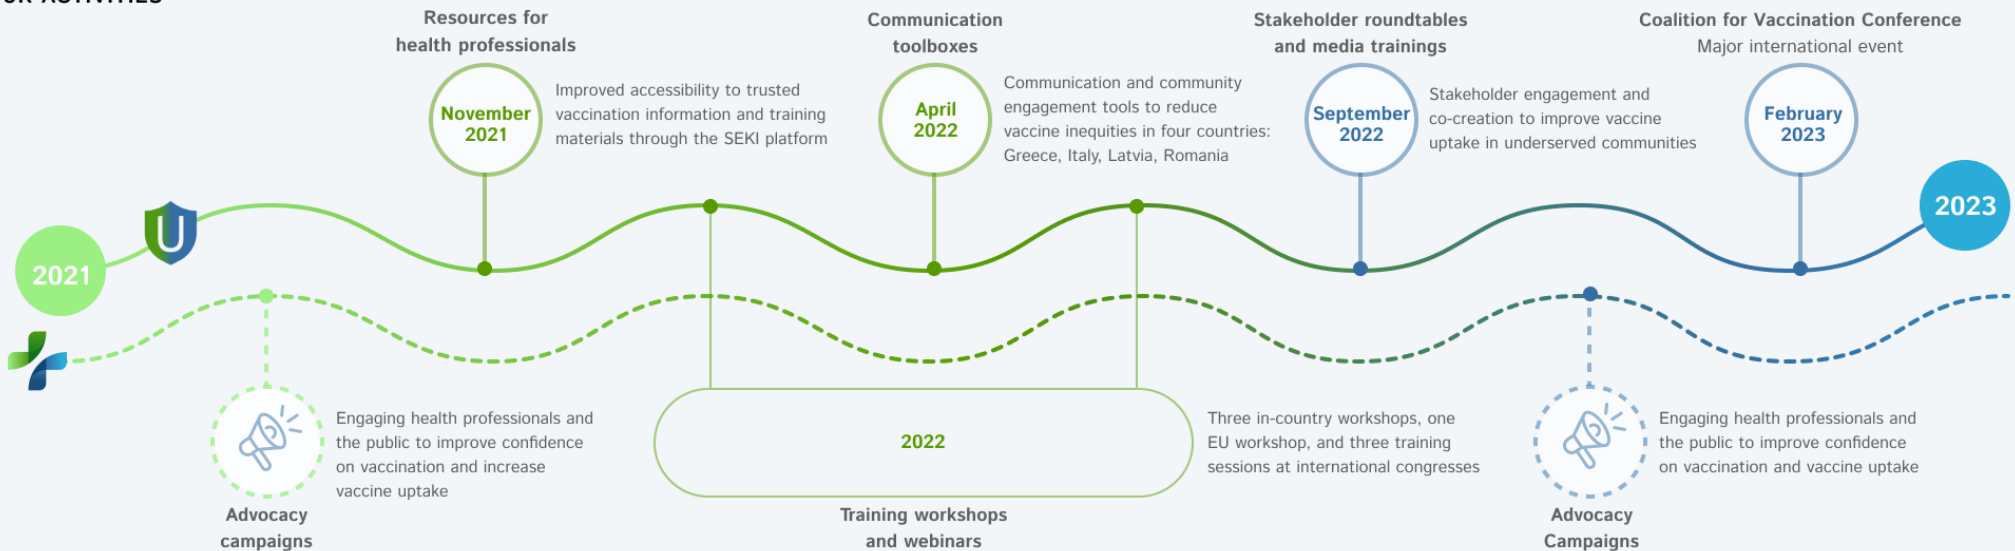 ACTIVITIES
Resources for
health professionals
November
2021
Improved accessibility to trusted
vaccination information and training
materials through the SEKI platform
Communication
toolboxes
April
2022
Communication and community
engagement tools to reduce
vaccine inequities in four countries:
Greece, Italy, Latvia, Romania
Stakeholder roundtables
and media trainings
September
2022
Stakeholder engagement and
co-creation to improve vaccine
uptake in underserved communities
Coalition for Vaccination Conference
Major international event
February
2023
2021
U
2023
Engaging health professionals and
the public to improve confidence
on vaccination and increase
vaccine uptake
Advocacy
campaigns
2022
Training workshops
and webinars
Three in-country workshops, one
EU workshop, and three training
sessions at international congresses
Engaging health professionals and
the public to improve confidence
on vaccination and vaccine uptake
Advocacy
Campaigns